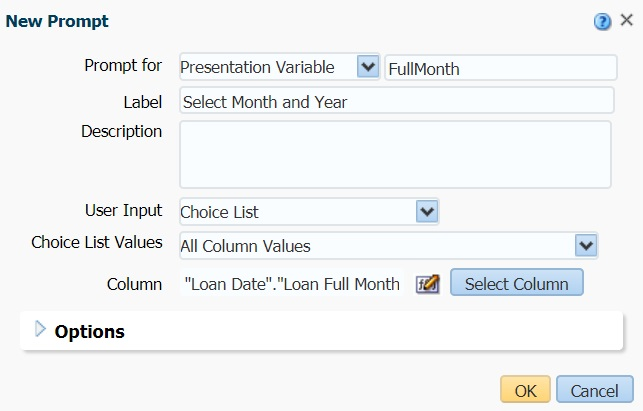 New Prompt
Prompt for Presentation Variable FullMonth
Label Select Month and Year
Description
User Input Choice List
Choice List Values All Column Values
Column "Loan Date"."Loan Full Month Select Column
Options
OK Cancel